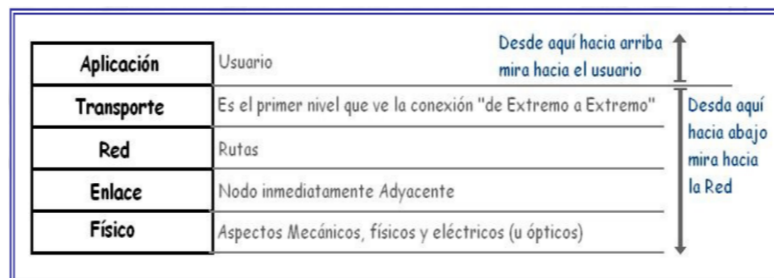 Aplicación
Usuario
Desde aquí hacia arriba
mira hacia el usuario
Transporte
Es el primer nivel que ve la conexión "de Extremo a Extremo"
Desda aquí
hacia abajo
mira hacia
la Red
Red
Rutas
Enlace
Nodo inmediatamente Adyacente
Físico
Aspectos Mecánicos, físicos y eléctricos (u ópticos)